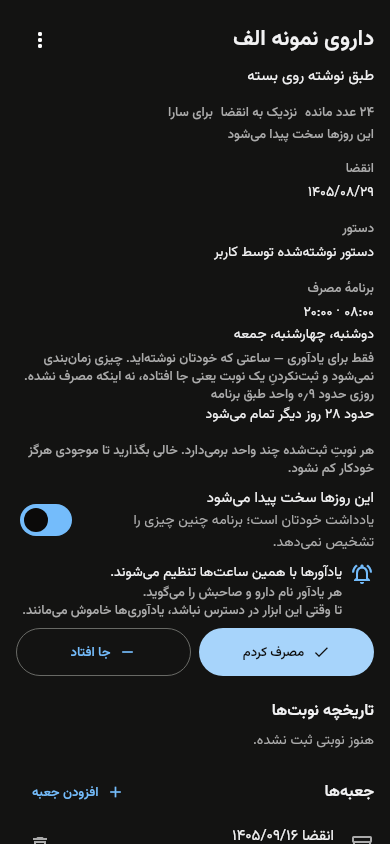 داروی نمونه الف
طبق نوشته روی بسته
۲۴ عدد مانده  نزدیک به انقضا  برای سارا
این روزها سخت پیدا می‌شود
انقضا
۱۴۰۵/۰۸/۲۹
دستور
دستور نوشته‌شده توسط کاربر
برنامهٔ مصرف
۰۸:۰۰ · ۲۰:۰۰
دوشنبه، چهارشنبه، جمعه
فقط برای یادآوری — ساعتی که خودتان نوشته‌اید. چیزی زمان‌بندی
نمی‌شود و ثبت‌نکردنِ یک نوبت یعنی جا افتاده، نه اینکه مصرف نشده.
روزی حدود ۰٫۹ واحد طبق برنامه
حدود ۲۸ روز دیگر تمام می‌شود
هر نوبتِ ثبت‌شده چند واحد برمی‌دارد. خالی بگذارید تا موجودی هرگز
خودکار کم نشود.
این روزها سخت پیدا می‌شود
یادداشت خودتان است؛ برنامه چنین چیزی را
تشخیص نمی‌دهد.
یادآورها با همین ساعت‌ها تنظیم می‌شوند.
هر یادآور نام دارو و صاحبش را می‌گوید.
تا وقتی این ابزار در دسترس نباشد، یادآوری‌ها خاموش می‌مانند.
مصرف کردم
جا افتاد
تاریخچه نوبت‌ها
هنوز نوبتی ثبت نشده.
جعبه‌ها
افزودن جعبه
انقضا ۱۴۰۵/۰۹/۱۶